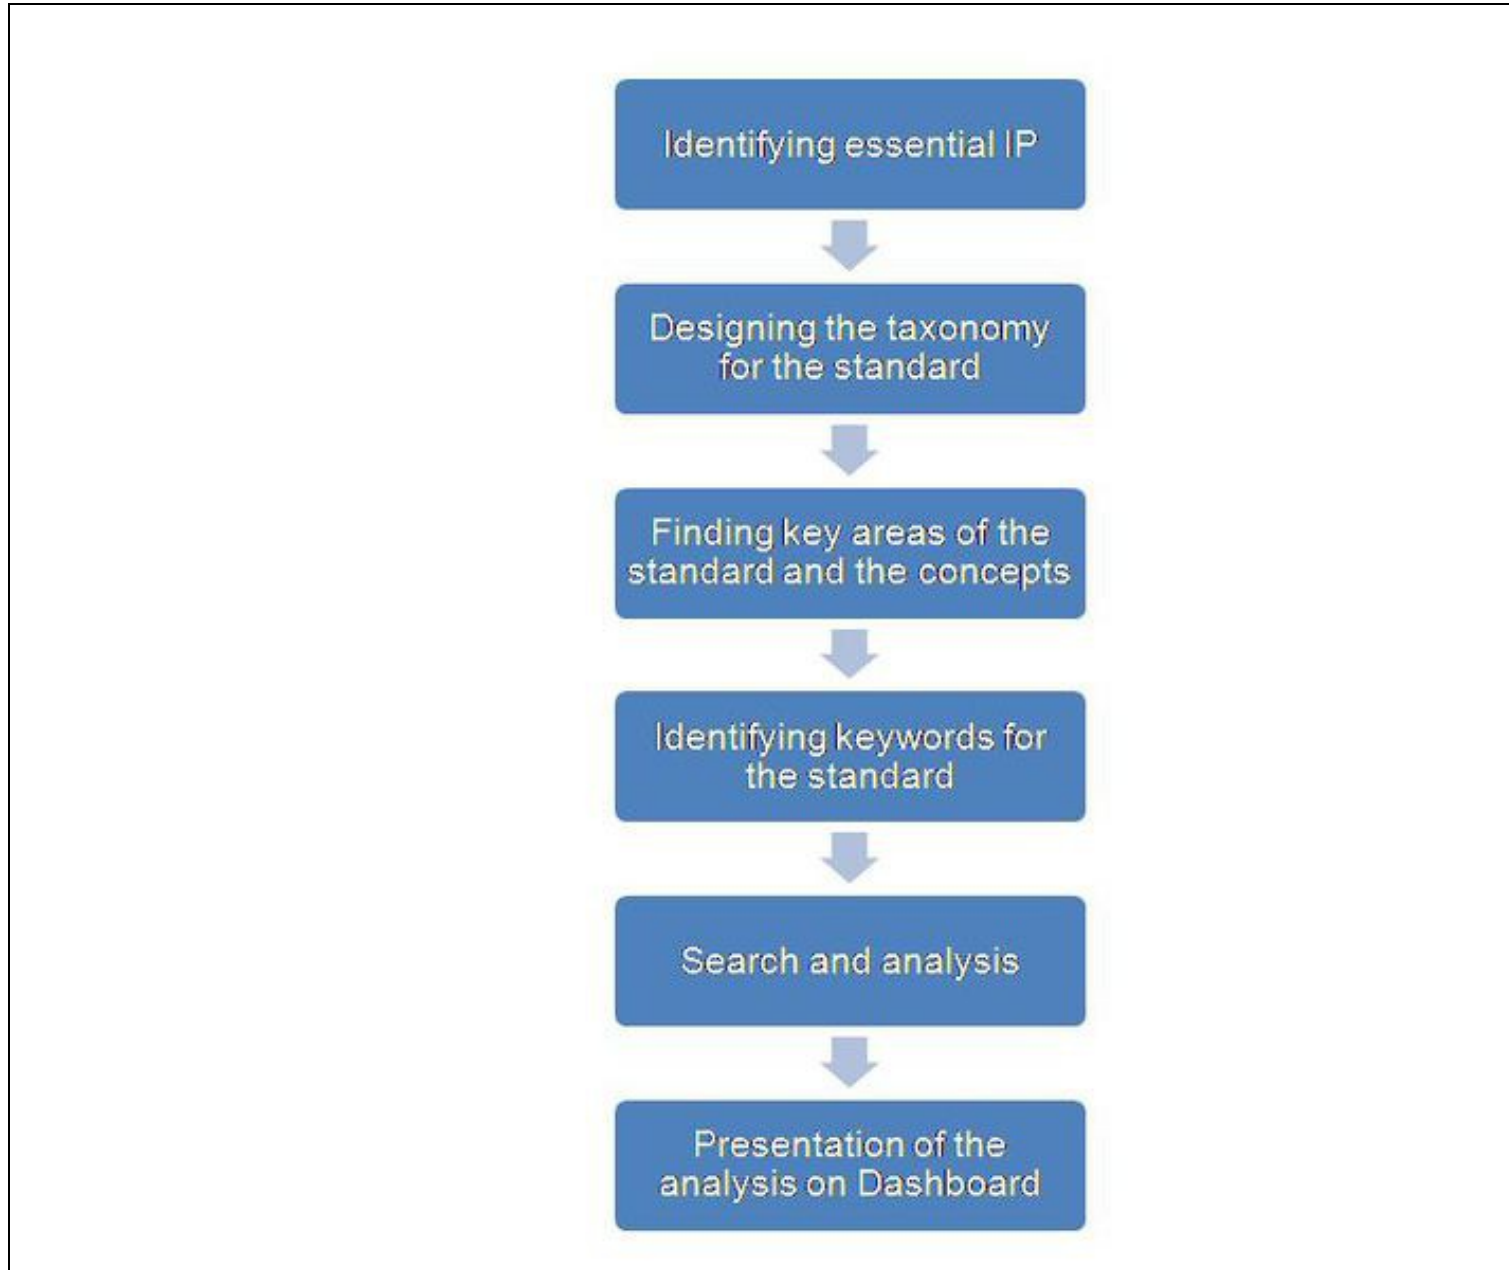 Identifying essential IP
Designing the taxonomy
for the standard
Finding key areas of the
standard and the concepts
Identifying keywords for
the standard
Search and analysis
Presentation of the
analysis on Dashboard